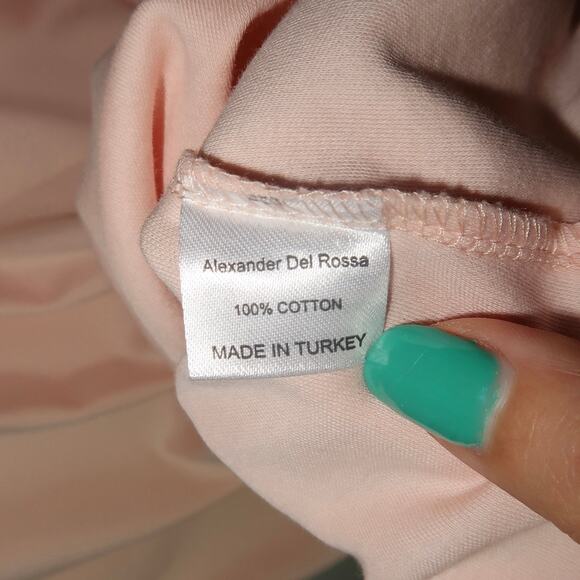 Alexander Del Rossa
100% COTTON
MADE IN TURKEY